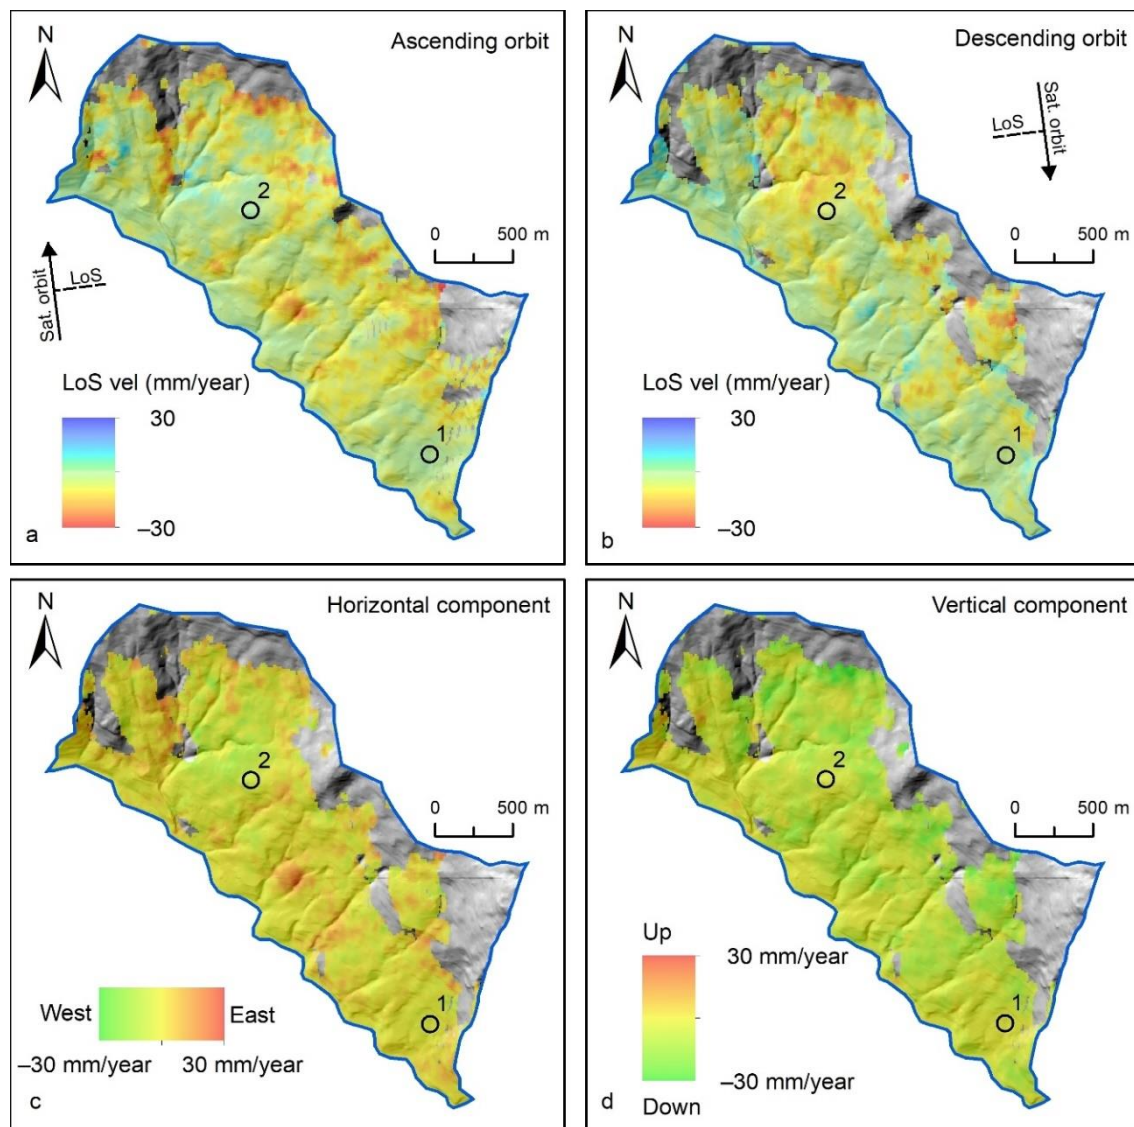 N
Ascending orbit
2
0 500 m
Sat. orbit
LoS
LoS vel (mm/year)
30
1
–30
a
N
Descending orbit
Sat. orbit
LoS
2
0 500 m
LoS vel (mm/year)
30
1
–30
b
N
Horizontal component
2
0 500 m
West East
1
–30 mm/year 30 mm/year
c
N
Vertical component
2
0 500 m
Up
30 mm/year
1
–30 mm/year
Down
d